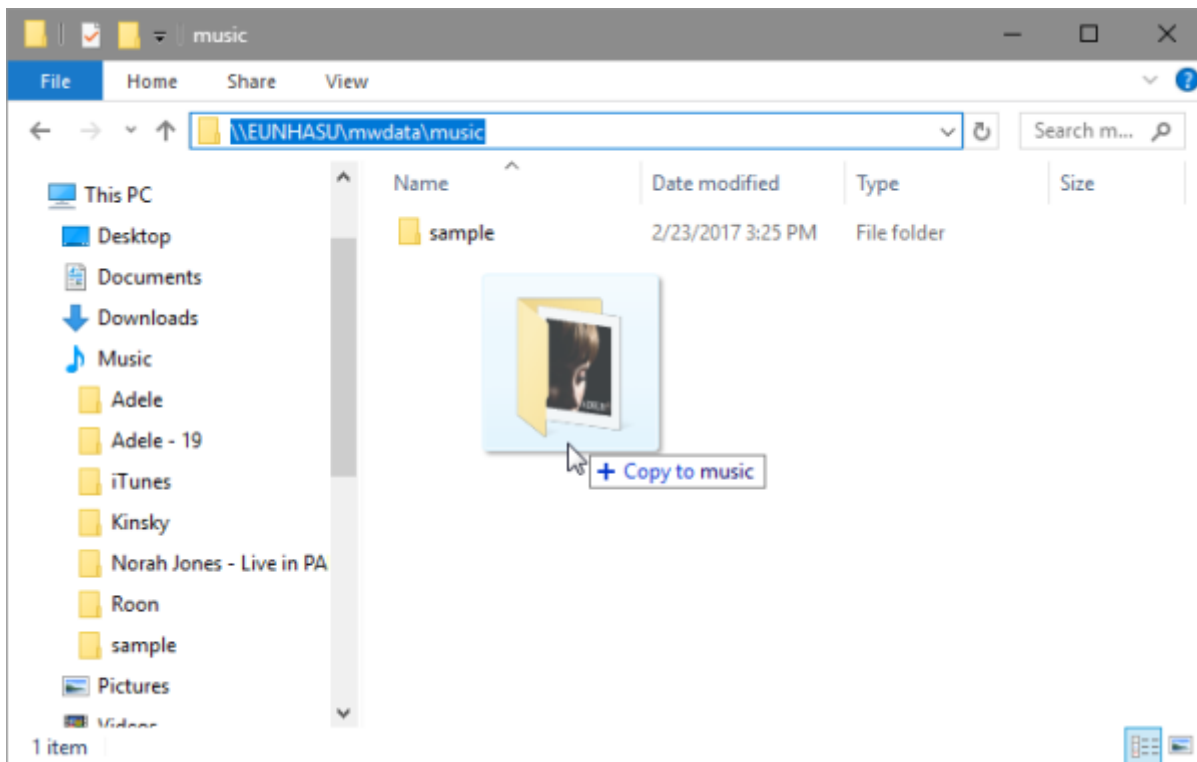 music
File Home Share View
\\EUNHASU\mwdata\music
Search m...
This PC
Desktop
Documents
Downloads
Music
Adele
Adele - 19
iTunes
Kinsky
Norah Jones - Live in PA
Roon
sample
Pictures
Videos
Name Date modified Type Size
sample 2/23/2017 3:25 PM File folder
ADELE
+ Copy to music
1 item